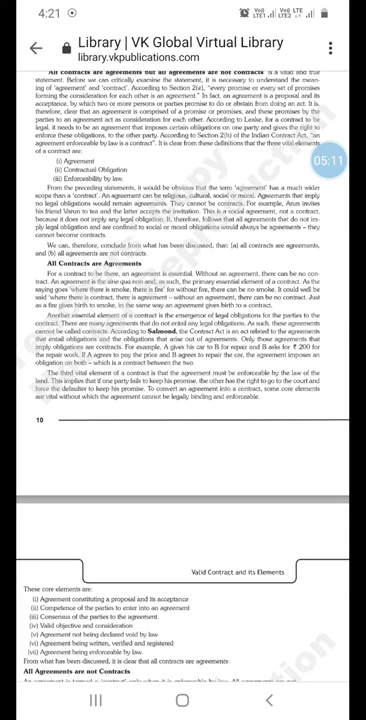 4:21
Vo)) LTE1 Vo)) LTE LTE2
Library | VK Global Virtual Library
library.vkpublications.com
05:11
"All contracts are agreements but all agreements are not contracts" is a vital and true
statement. Before we can critically examine the statement, it is necessary to understand the mean-
ing of 'agreement' and 'contract'. According to Section 2(e), "every promise or every set of promises
forming the consideration for each other is an agreement." In fact, an agreement is a proposal and its
acceptance, by which two or more persons or parties promise to do or abstain from doing an act. It is,
therefore, clear that an agreement is comprised of a promise or promises, and these promises by the
parties to an agreement act as consideration for each other. According to Leske, for a contract to be
legal, it needs to be an agreement that imposes certain obligations on one party and gives the right to
enforce these obligations, to the other party. According to Section 2(h) of the Indian Contract Act, "an
agreement enforceable by law is a contract". It is clear from these definitions that the three vital elements
of a contract are:
(i) Agreement
(ii) Contractual Obligation
(iii) Enforceability by law.
From the preceding statements, it would be obvious that the term 'agreement' has a much wider
scope than a 'contract'. An agreement can be religious, cultural, social or moral. Agreements that imply
no legal obligations would remain agreements. They cannot be contracts. For example, Arun invites
his friend Varun to tea and the latter accepts the invitation. This is a social agreement, not a contract,
because it does not imply any legal obligation. It, therefore, follows that all agreements that do not im-
ply legal obligation and are confined to social or moral obligations would always be agreements – they
cannot become contracts.
We can, therefore, conclude from what has been discussed, that: (a) all contracts are agreements,
and (b) all agreements are not contracts.
All Contracts are Agreements
For a contract to be there, an agreement is essential. Without an agreement, there can be no con-
tract. An agreement is the sine qua non and, as such, the primary essential element of a contract. As the
saying goes 'where there is smoke, there is fire' for without fire, there can be no smoke. It could well be
said 'where there is contract, there is agreement – without an agreement, there can be no contract. Just
as a fire gives birth to smoke, in the same way an agreement gives birth to a contract.
Another essential element of a contract is the emergence of legal obligations for the parties to the
contract. There are many agreements that do not entail any legal obligations. As such, these agreements
cannot be called contracts. According to Salmond, the Contract Act is an act refined to the agreements
that entail obligations and the obligations that arise out of agreements. Only those agreements that
imply obligations are contracts. For example, A gives his car to B for repair and B asks for ₹ 200 for
the repair work. If A agrees to pay the price and B agrees to repair the car, the agreement imposes an
obligation on both – which is a contract between the two.
The third vital element of a contract is that the agreement must be enforceable by the law of the
land. This implies that if one party fails to keep his promise, the other has the right to go to the court and
force the defaulter to keep his promise. To convert an agreement into a contract, some core elements
are vital without which the agreement cannot be legally binding and enforceable.
10
Valid Contract and its Elements
These core elements are:
(i) Agreement constituting a proposal and its acceptance
(ii) Competence of the parties to enter into an agreement
(iii) Consensus of the parties to the agreement.
(iv) Valid objective and consideration
(v) Agreement not being declared void by law
(vi) Agreement being written, verified and registered
(vii) Agreement being enforceable by law.
From what has been discussed, it is clear that all contracts are agreements.
All Agreements are not Contracts